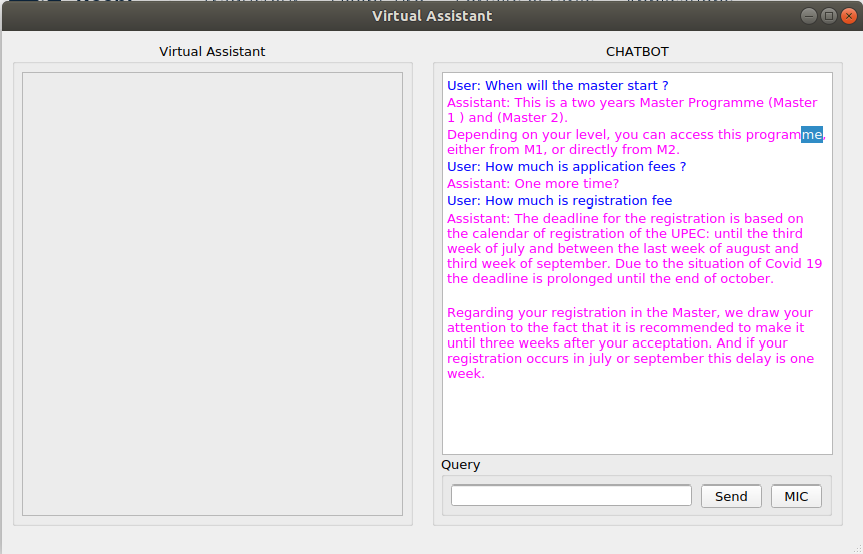 Virtual Assistant
Virtual Assistant
CHATBOT
User: When will the master start ?
Assistant: This is a two years Master Programme (Master
1 ) and (Master 2).
Depending on your level, you can access this programme,
either from M1, or directly from M2.
User: How much is application fees ?
Assistant: One more time?
User: How much is registration fee
Assistant: The deadline for the registration is based on
the calendar of registration of the UPEC: until the third
week of july and between the last week of august and
third week of september. Due to the situation of Covid 19
the deadline is prolonged until the end of october.
Regarding your registration in the Master, we draw your
attention to the fact that it is recommended to make it
until three weeks after your acceptation. And if your
registration occurs in july or september this delay is one
week.
Query
Send
MIC